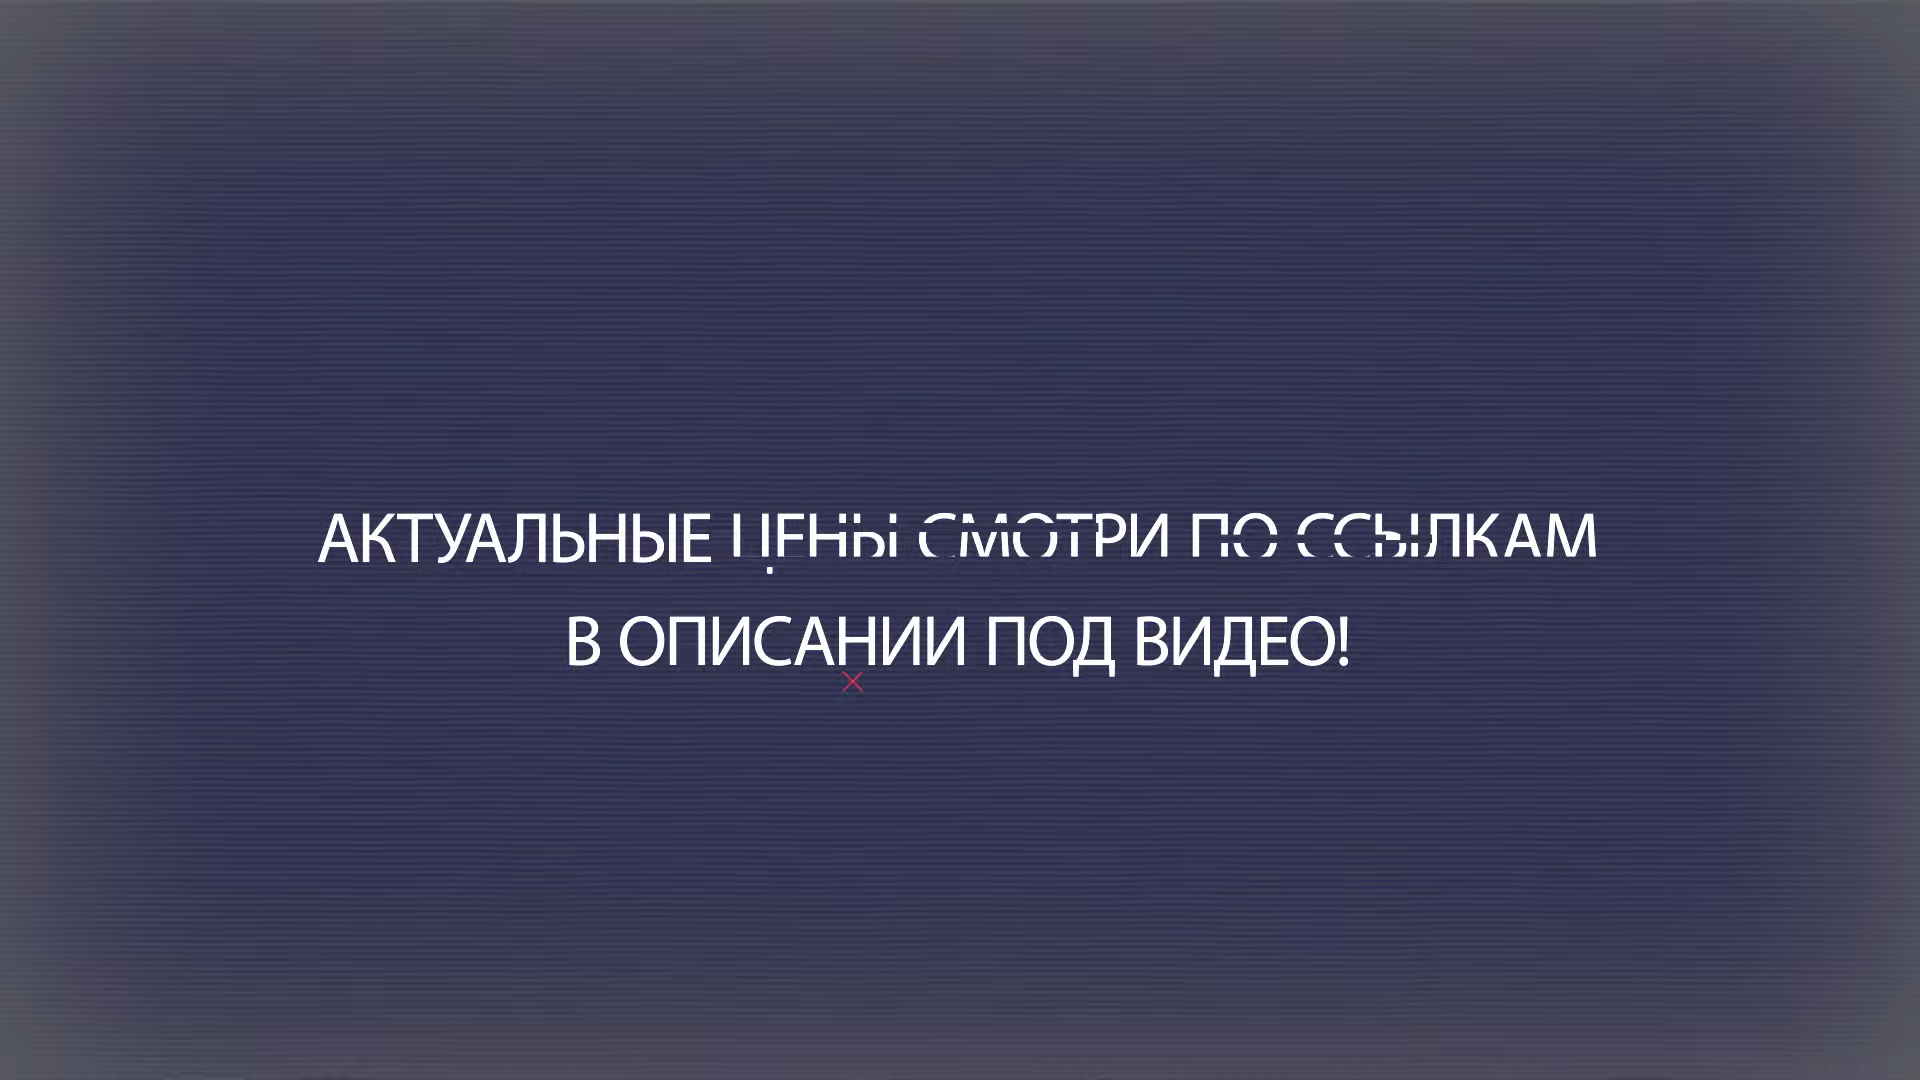 АКТУАЛЬНЫЕ ЦЕНЫ СМОТРИ ПО ССЫЛКАМ
В ОПИСАНИИ ПОД ВИДЕО!